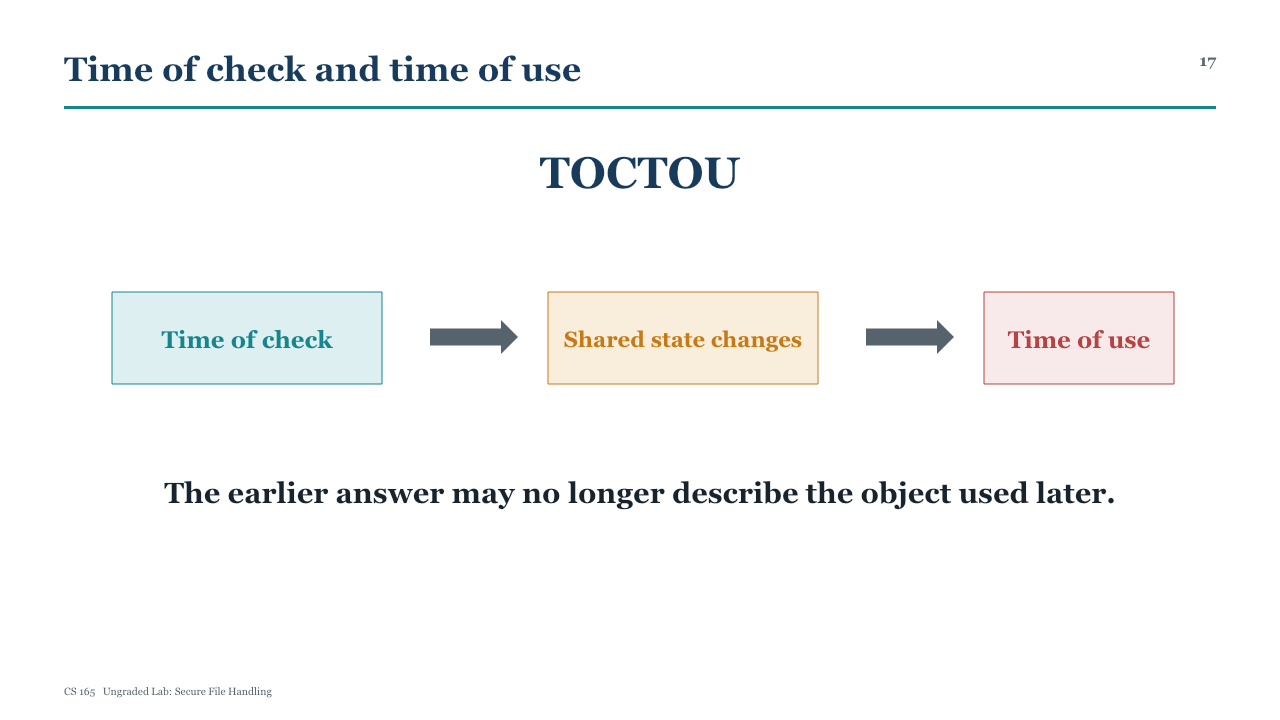 Time of check and time of use
17
TOCTOU
Time of check
Shared state changes
Time of use
The earlier answer may no longer describe the object used later.
CS 165 Ungraded Lab: Secure File Handling